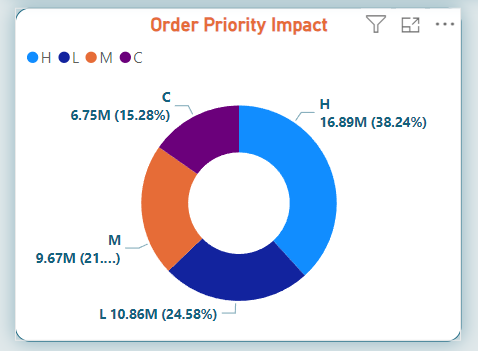 Order Priority Impact
H L M C
C
6.75M (15.28%)
H
16.89M (38.24%)
M
9.67M (21....)
L 10.86M (24.58%)